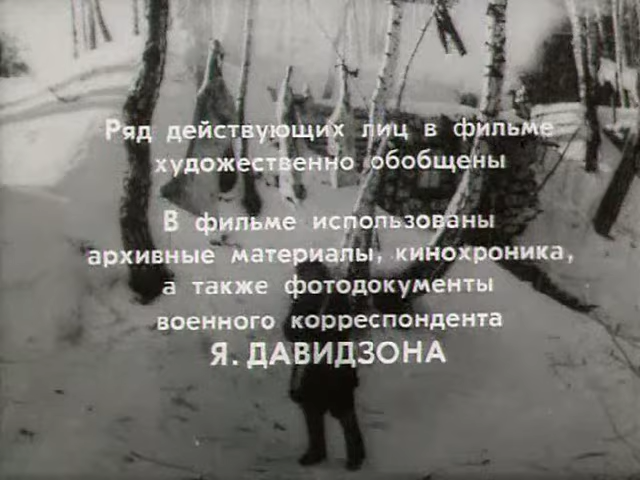 Ряд действующих лиц в фильме
художественно обобщены
В фильме использованы
архивные материалы, кинохроника,
а также фотодокументы
военного корреспондента
Я. ДАВИДЗОНА